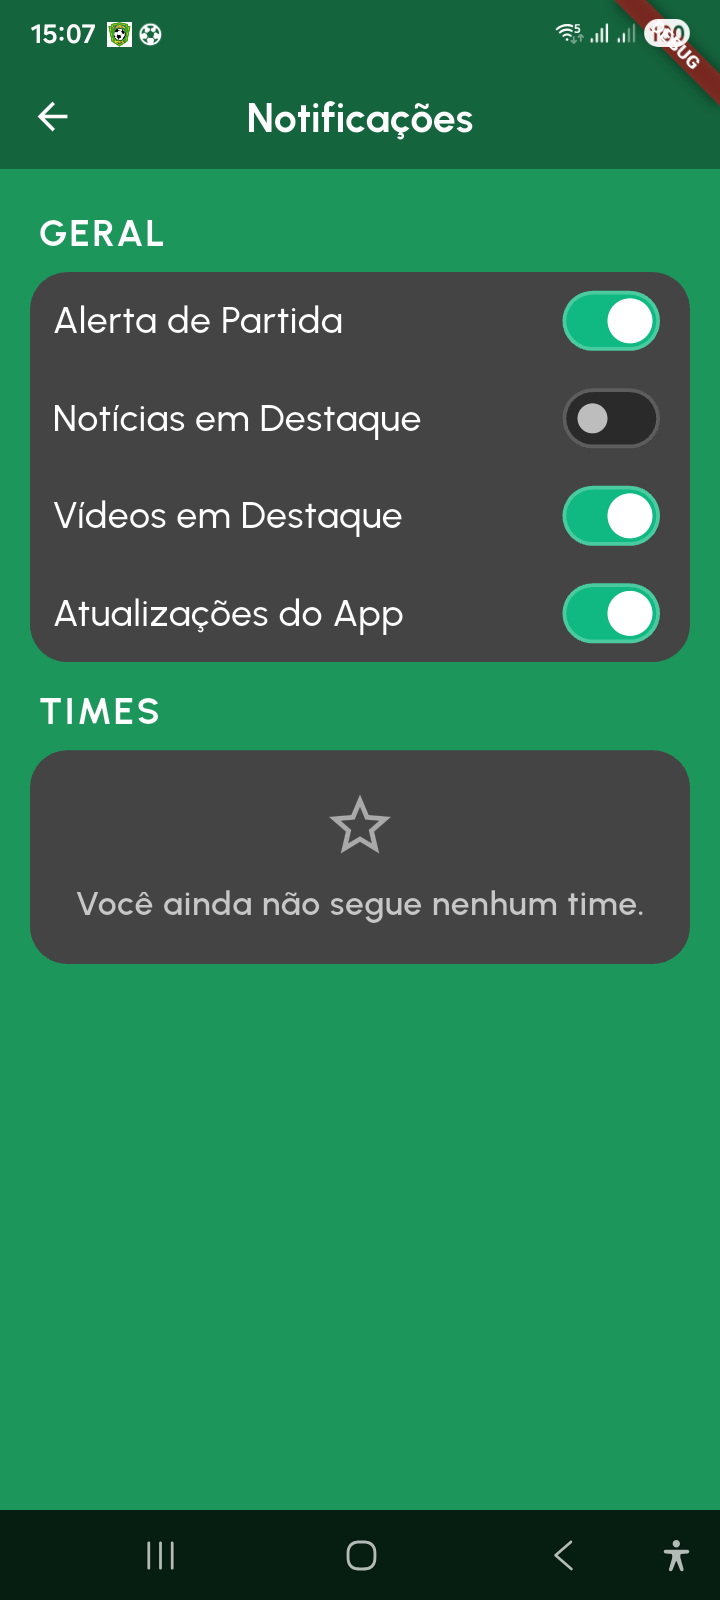 15:07
Notificações
GERAL
Alerta de Partida
Notícias em Destaque
Vídeos em Destaque
Atualizações do App
TIMES
Você ainda não segue nenhum time.